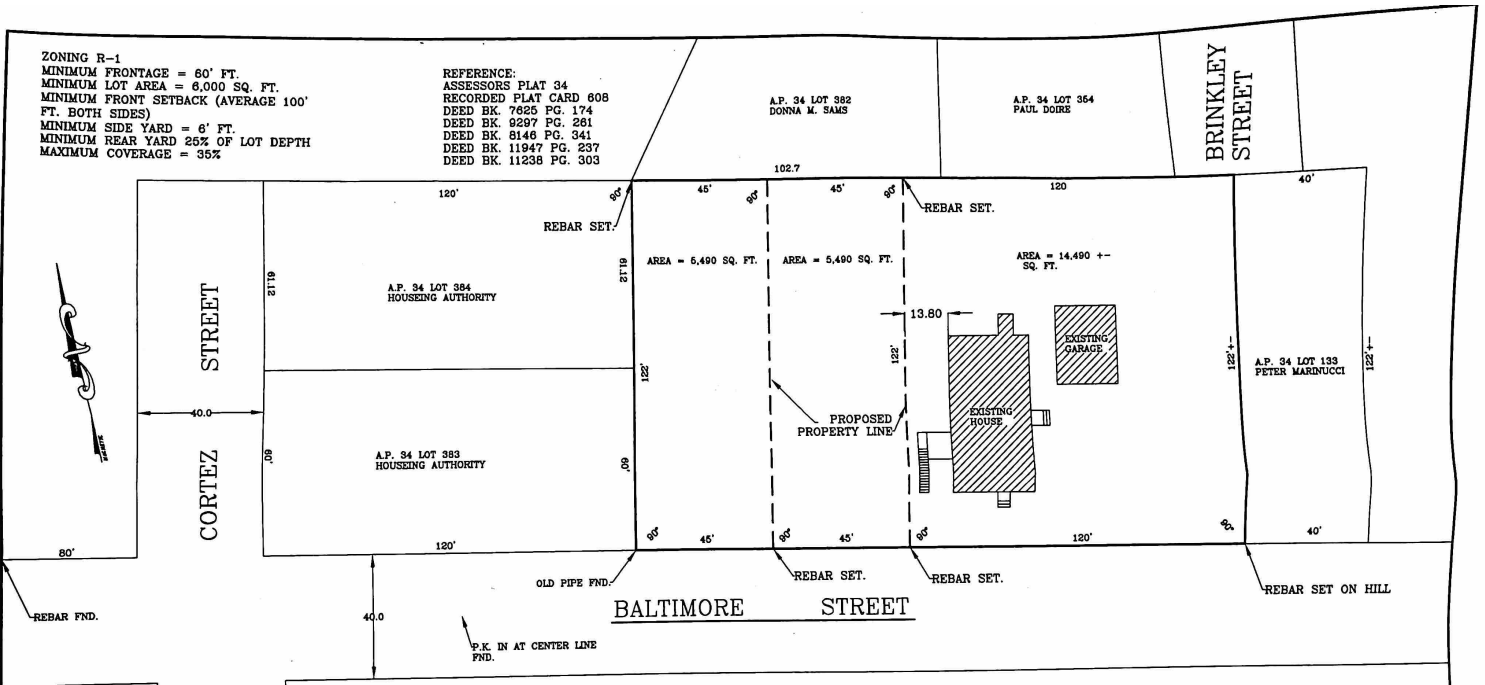 ZONING R-1
MINIMUM FRONTAGE = 60' FT.
MINIMUM LOT AREA = 6,000 SQ. FT.
MINIMUM FRONT SETBACK (AVERAGE 100'
FT. BOTH SIDES)
MINIMUM SIDE YARD = 6' FT.
MINIMUM REAR YARD 25% OF LOT DEPTH
MAXIMUM COVERAGE = 35%
REFERENCE:
ASSESSORS PLAT 34
RECORDED PLAT CARD 608
DEED BK. 7625 PG. 174
DEED BK. 9297 PG. 261
DEED BK. 8146 PG. 341
DEED BK. 11947 PG. 237
DEED BK. 11238 PG. 303
A.P. 34 LOT 382
DONNA M. SAMS
A.P. 34 LOT 354
PAUL DOIRE
BRINKLEY
STREET
102.7
120'
90°
45'
90°
45'
90°
120
40'
REBAR SET.
REBAR SET.
61.12
A.P. 34 LOT 384
HOUSEING AUTHORITY
61.12
AREA = 5,490 SQ. FT.
AREA = 5,490 SQ. FT.
AREA = 14,490 +-
SQ. FT.
13.80
EXISTING
GARAGE
122'
122'
122'+-
A.P. 34 LOT 133
PETER MARINUCCI
122'+-
PROPOSED
PROPERTY LINE
EXISTING
HOUSE
CORTEZ STREET
40.0
60'
A.P. 34 LOT 383
HOUSEING AUTHORITY
60'
80'
120'
90°
45'
90°
45'
90°
120'
90°
40'
OLD PIPE FND.
REBAR SET.
REBAR SET.
REBAR SET ON HILL
REBAR FND.
40.0
BALTIMORE STREET
P.K. IN AT CENTER LINE
FND.